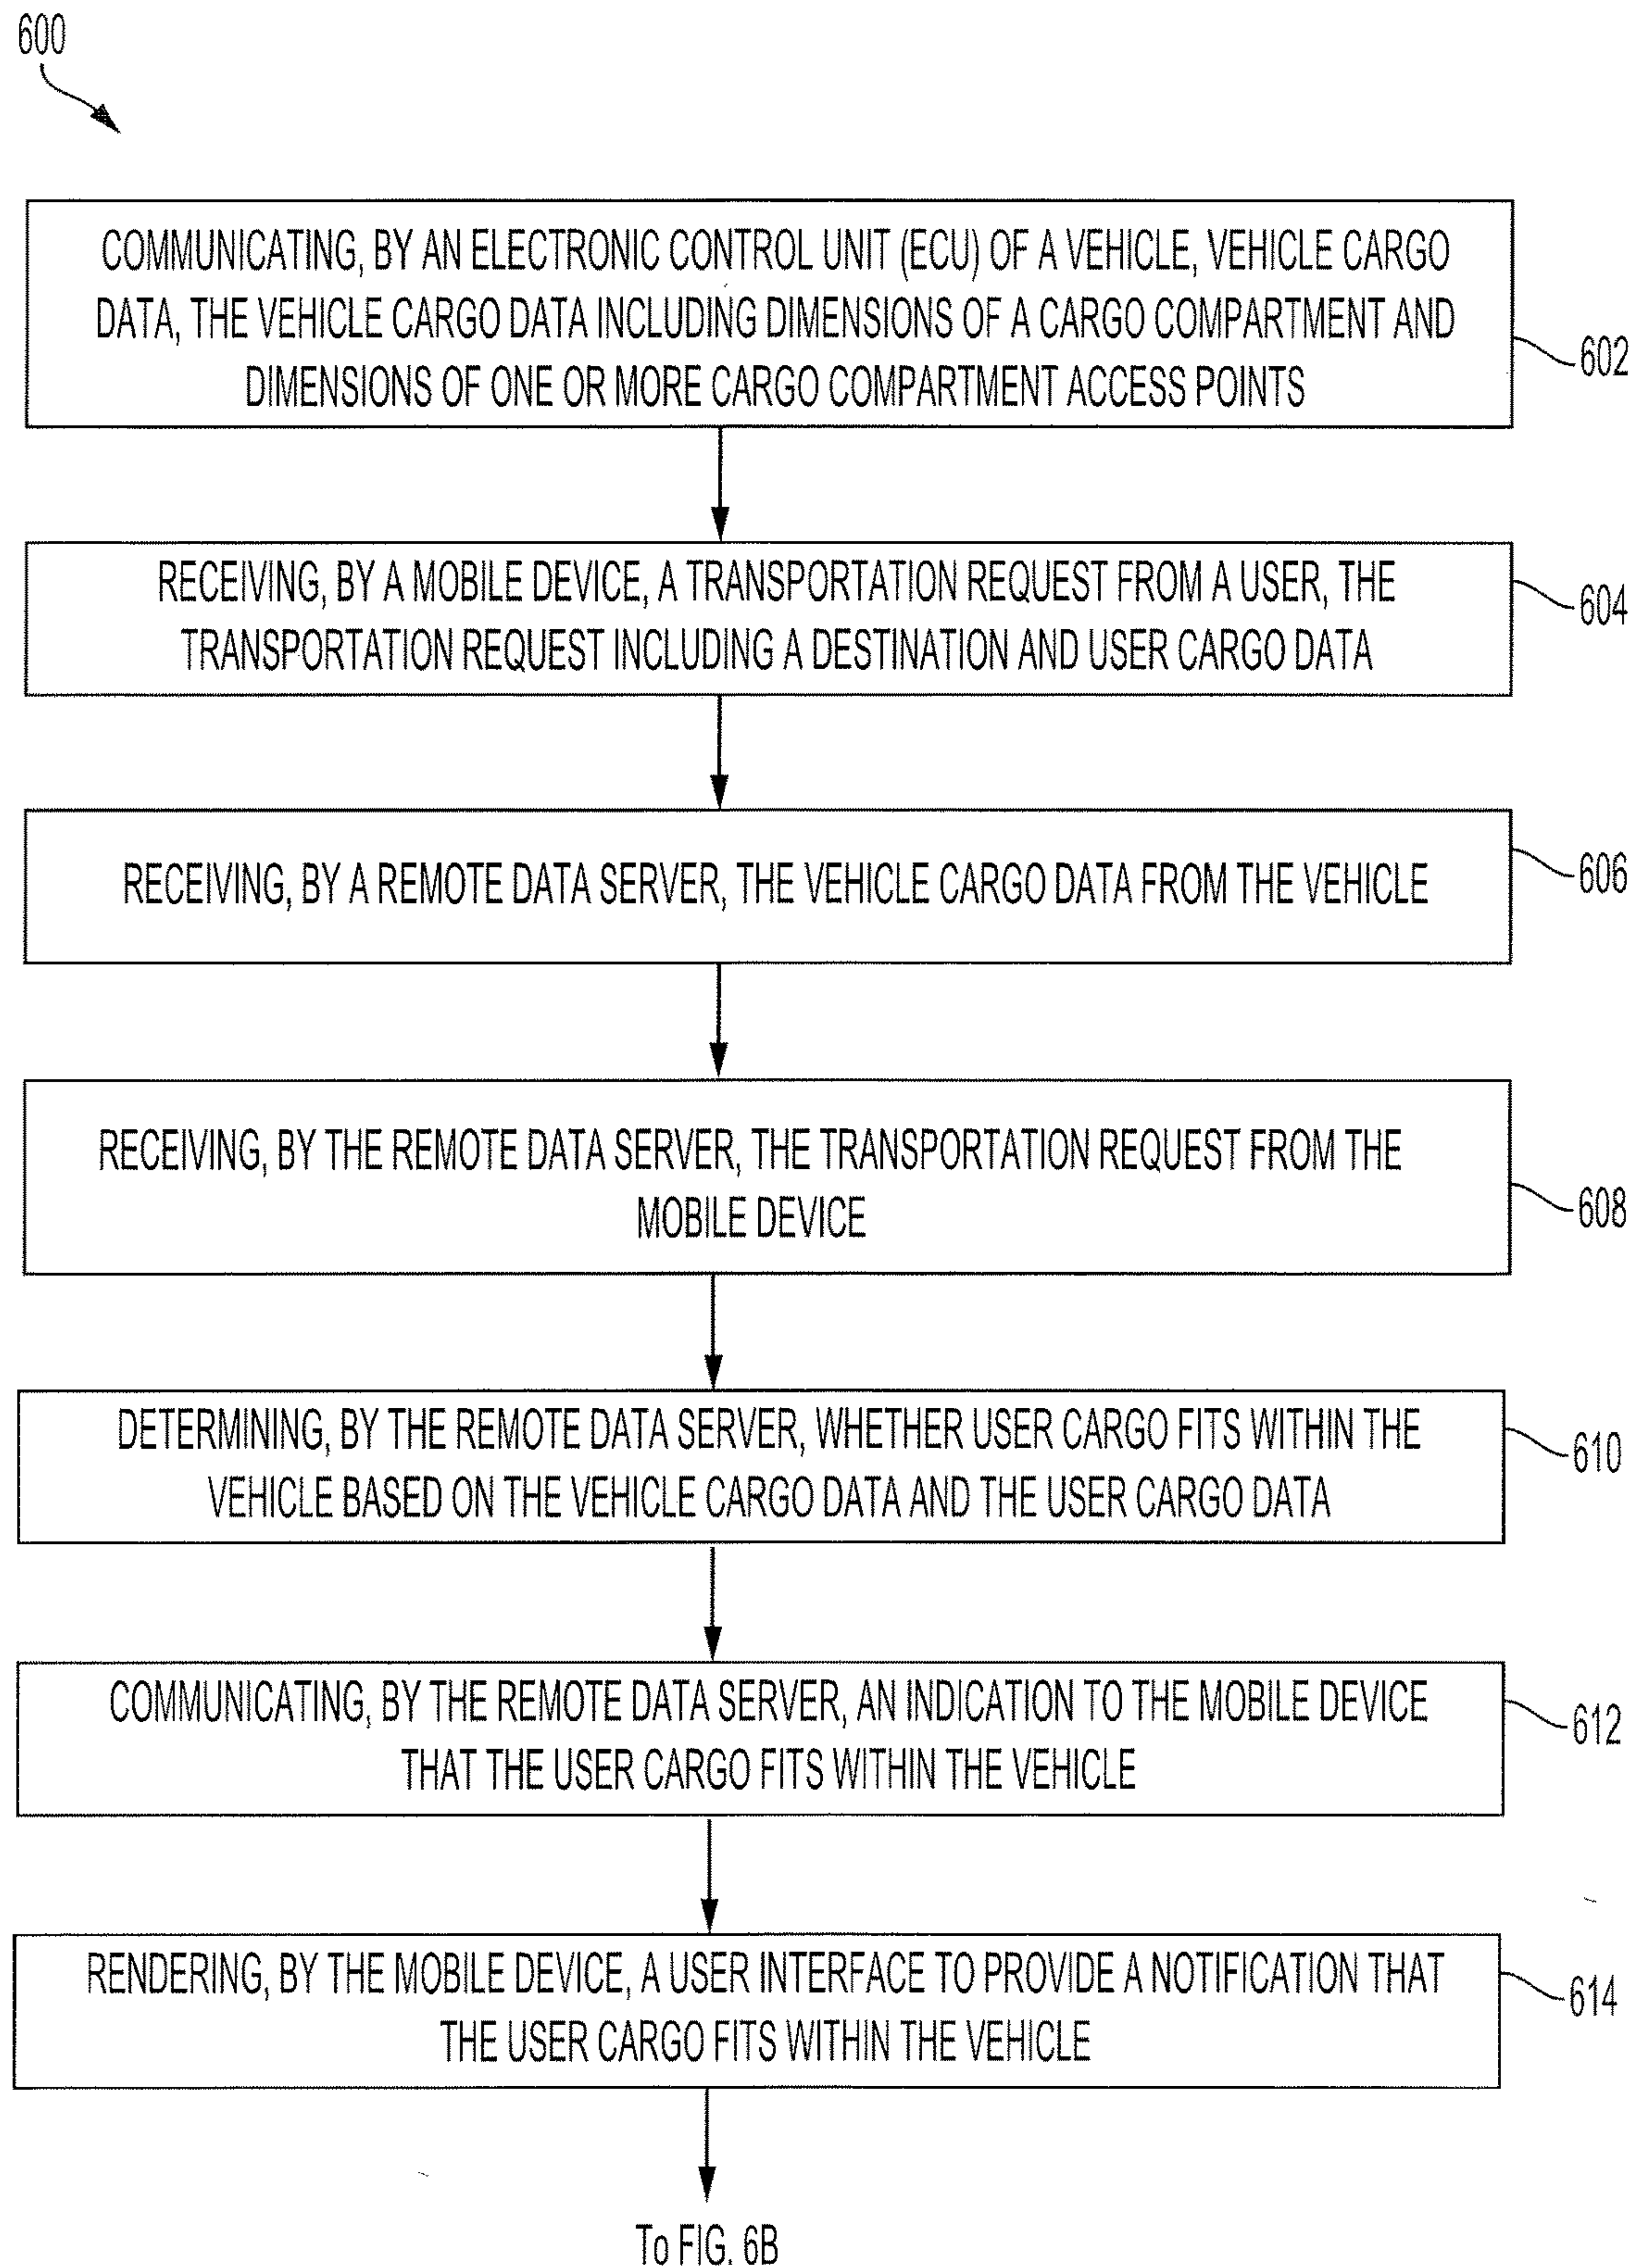 600
COMMUNICATING, BY AN ELECTRONIC CONTROL UNIT (ECU) OF A VEHICLE, VEHICLE CARGO
DATA, THE VEHICLE CARGO DATA INCLUDING DIMENSIONS OF A CARGO COMPARTMENT AND
DIMENSIONS OF ONE OR MORE CARGO COMPARTMENT ACCESS POINTS
602
RECEIVING, BY A MOBILE DEVICE, A TRANSPORTATION REQUEST FROM A USER, THE
TRANSPORTATION REQUEST INCLUDING A DESTINATION AND USER CARGO DATA
604
RECEIVING, BY A REMOTE DATA SERVER, THE VEHICLE CARGO DATA FROM THE VEHICLE
606
RECEIVING, BY THE REMOTE DATA SERVER, THE TRANSPORTATION REQUEST FROM THE
MOBILE DEVICE
608
DETERMINING, BY THE REMOTE DATA SERVER, WHETHER USER CARGO FITS WITHIN THE
VEHICLE BASED ON THE VEHICLE CARGO DATA AND THE USER CARGO DATA
610
COMMUNICATING, BY THE REMOTE DATA SERVER, AN INDICATION TO THE MOBILE DEVICE
THAT THE USER CARGO FITS WITHIN THE VEHICLE
612
RENDERING, BY THE MOBILE DEVICE, A USER INTERFACE TO PROVIDE A NOTIFICATION THAT
THE USER CARGO FITS WITHIN THE VEHICLE
614
To FIG. 6B